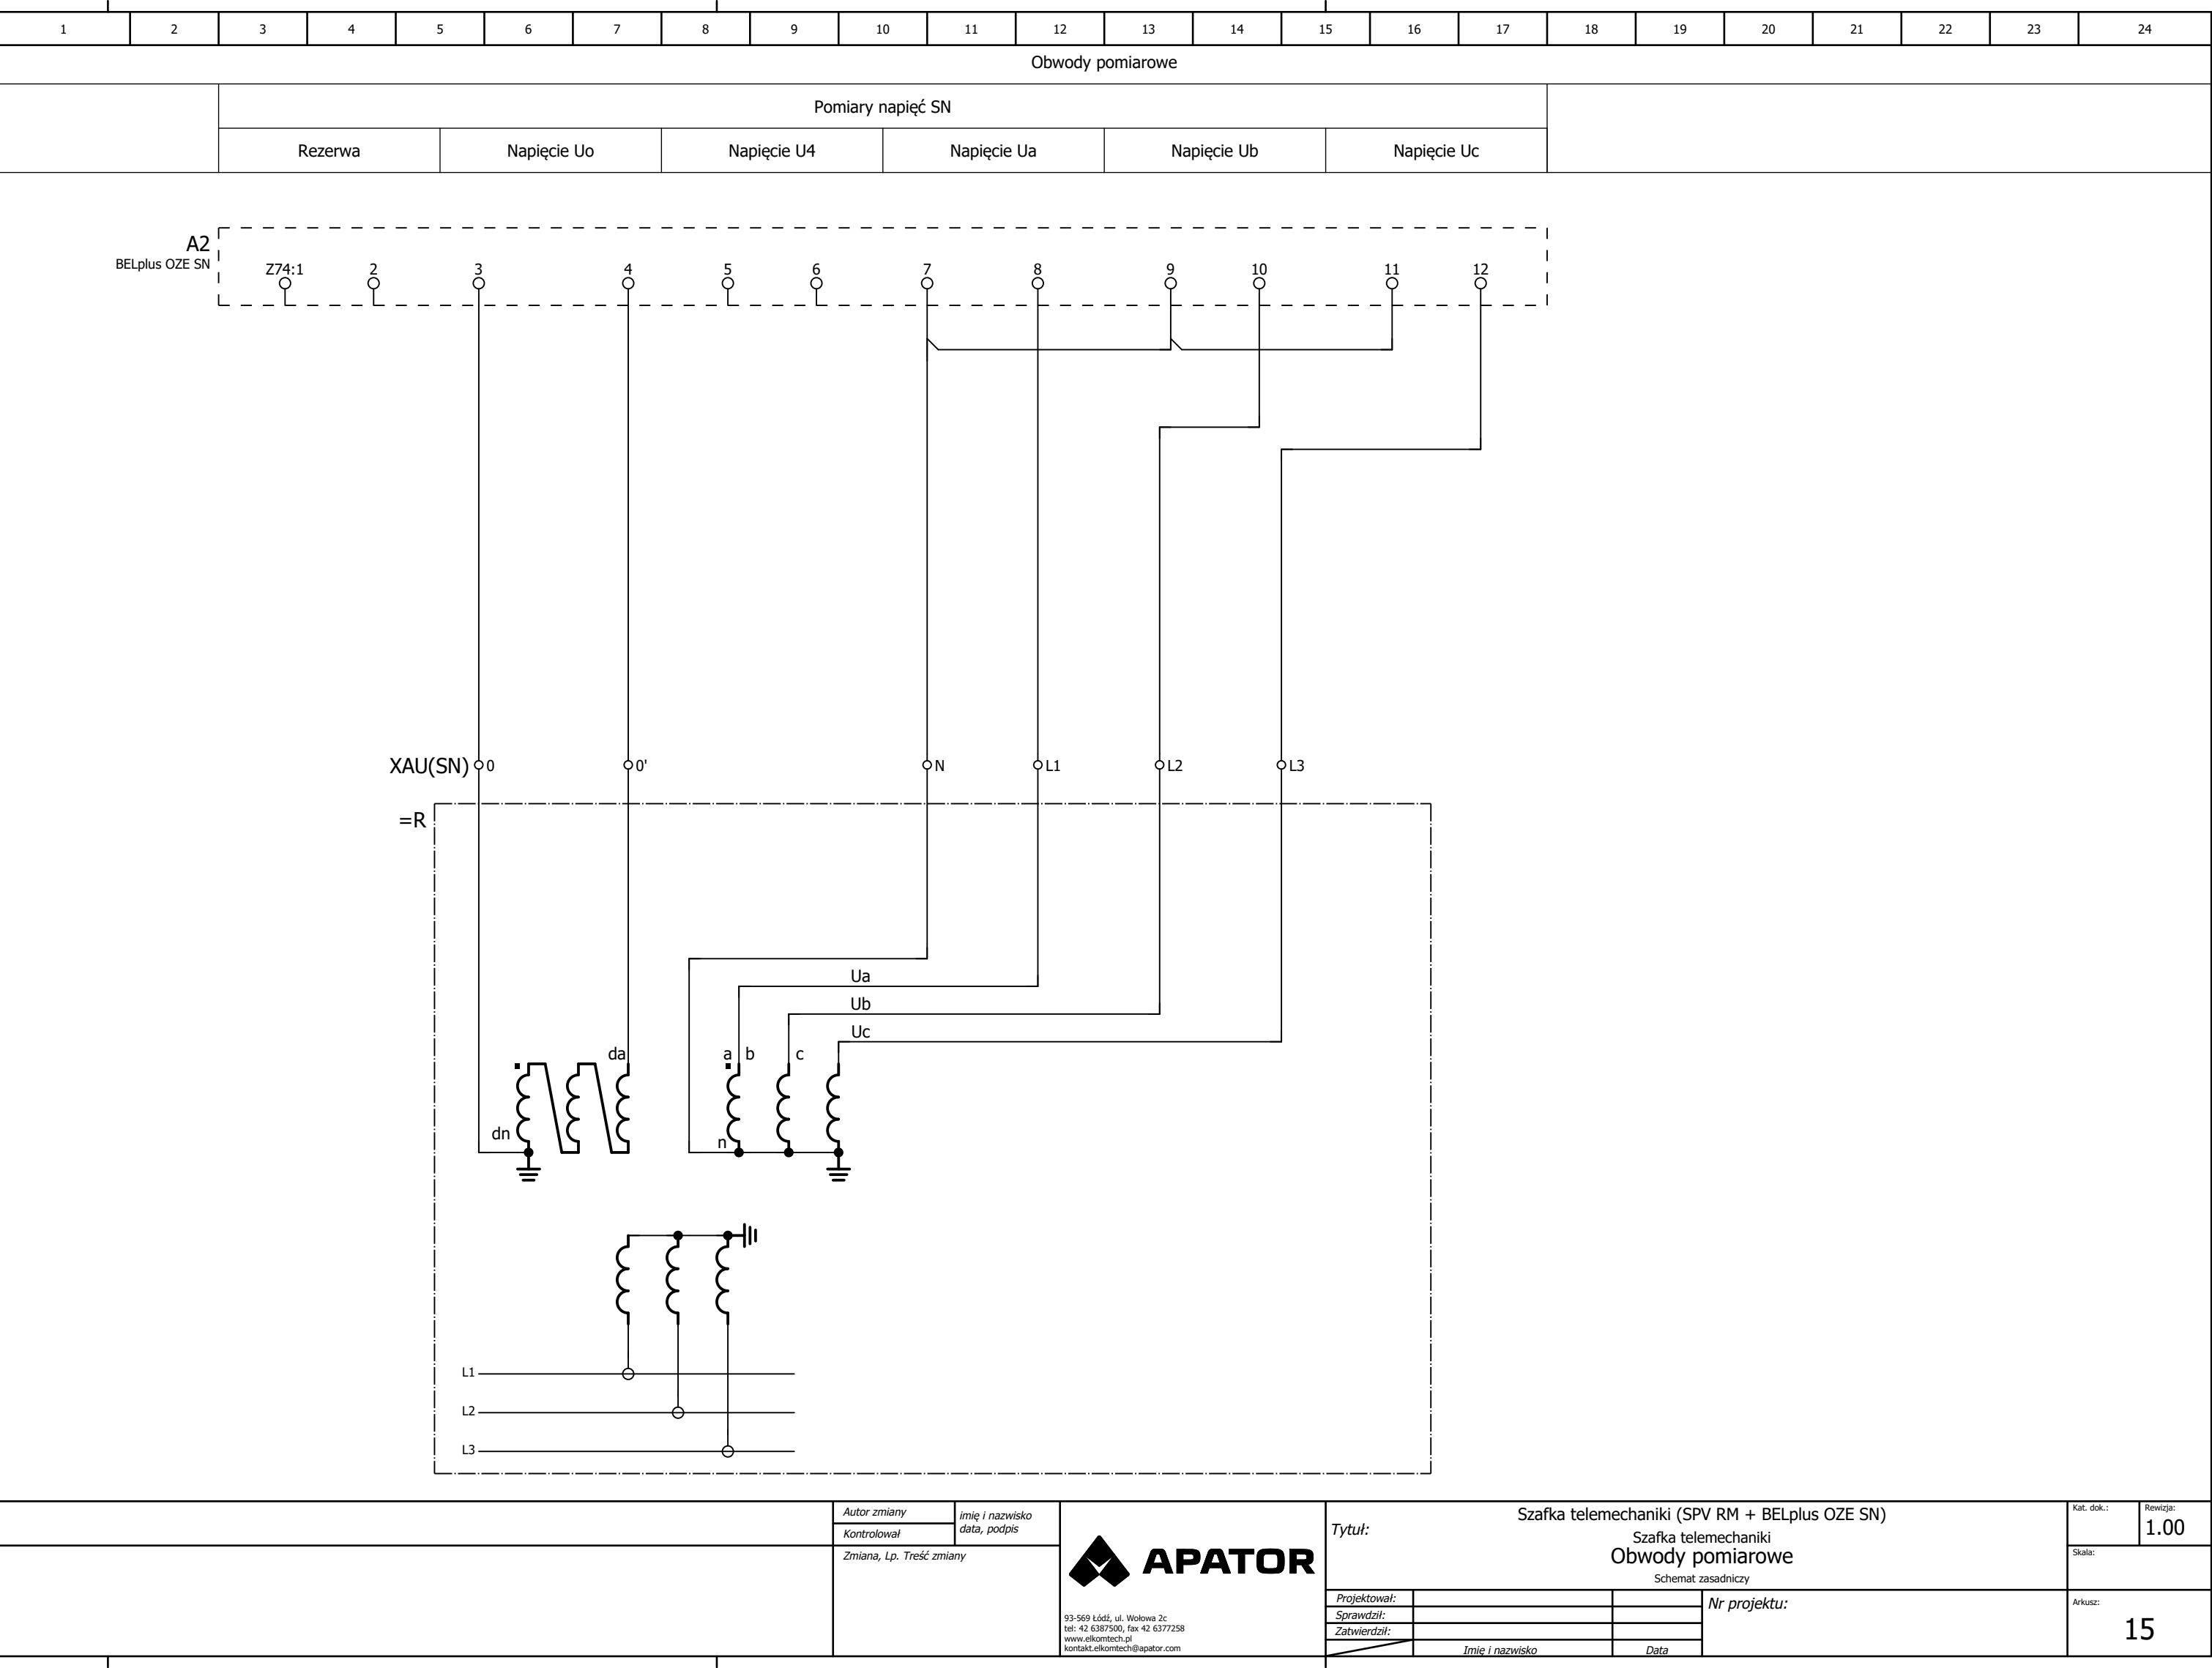 1 2 3 4 5 6 7 8 9 10 11 12 13 14 15 16 17 18 19 20 21 22 23 24
Obwody pomiarowe
Pomiary napięć SN
Rezerwa Napięcie Uo Napięcie U4 Napięcie Ua Napięcie Ub Napięcie Uc
A2
BELplus OZE SN
Z74:1 2 3 4 5 6 7 8 9 10 11 12
XAU(SN) 0 0' N L1 L2 L3
=R
Ua
Ub
Uc
da a b c
dn n
L1
L2
L3
Autor zmiany
Kontrolował
imię i nazwisko
data, podpis
Zmiana, Lp. Treść zmiany
APATOR
93-569 Łódź, ul. Wołowa 2c
tel: 42 6387500, fax 42 6377258
www.elkomtech.pl
kontakt.elkomtech@apator.com
Tytuł:
Szafka telemechaniki (SPV RM + BELplus OZE SN)
Szafka telemechaniki
Obwody pomiarowe
Schemat zasadniczy
Projektował:
Sprawdził:
Zatwierdził:
Imię i nazwisko Data
Nr projektu:
Kat. dok.:
Rewizja:
1.00
Skala:
Arkusz:
15